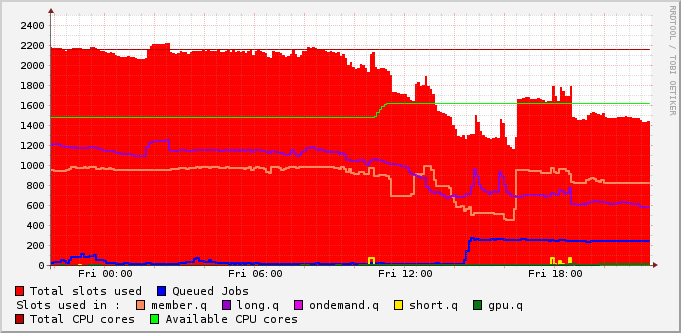 2400
2200
2000
1800
1600
1400
1200
1000
800
600
400
200
0
Fri 00:00 Fri 06:00 Fri 12:00 Fri 18:00
Total slots used Queued Jobs
Slots used in : member.q long.q ondemand.q short.q gpu.q
Total CPU cores Available CPU cores
RRDTOOL / TOBI OETIKER